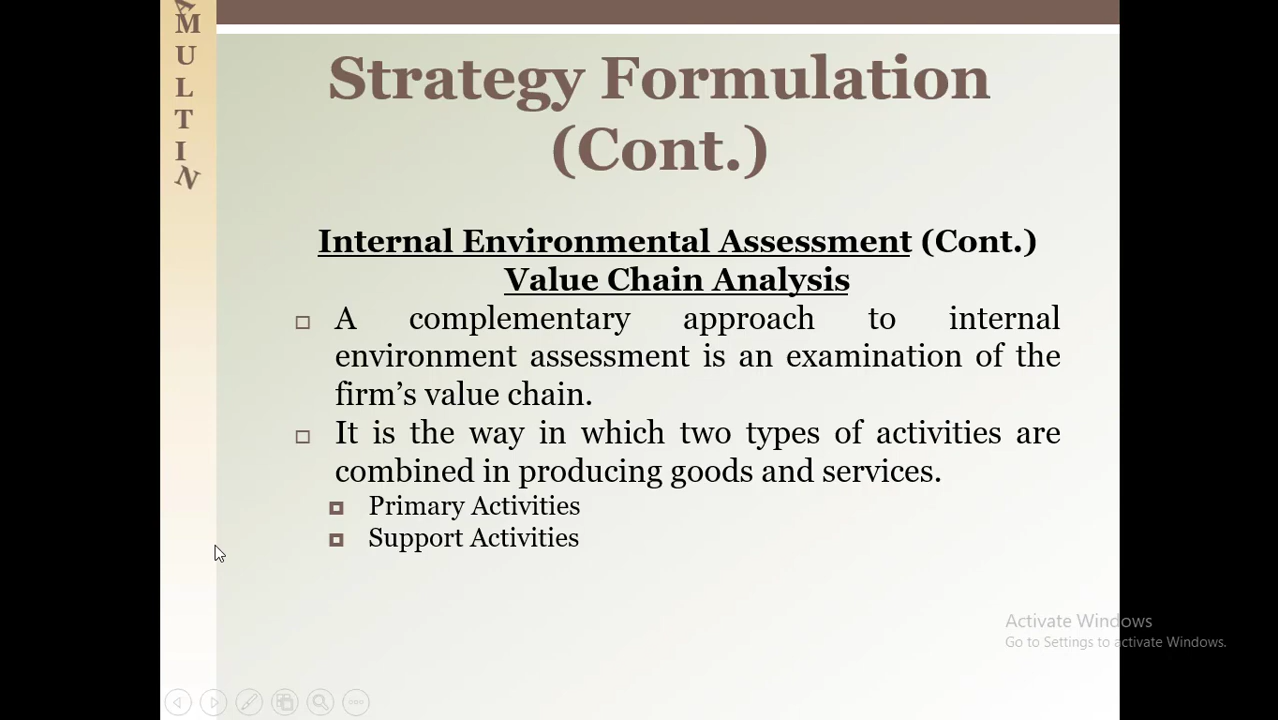 A
M
U
L
T
I
N
Strategy Formulation
(Cont.)
Internal Environmental Assessment (Cont.)
Value Chain Analysis
A complementary approach to internal
environment assessment is an examination of the
firm’s value chain.
It is the way in which two types of activities are
combined in producing goods and services.
Primary Activities
Support Activities
Activate Windows
Go to Settings to activate Windows.